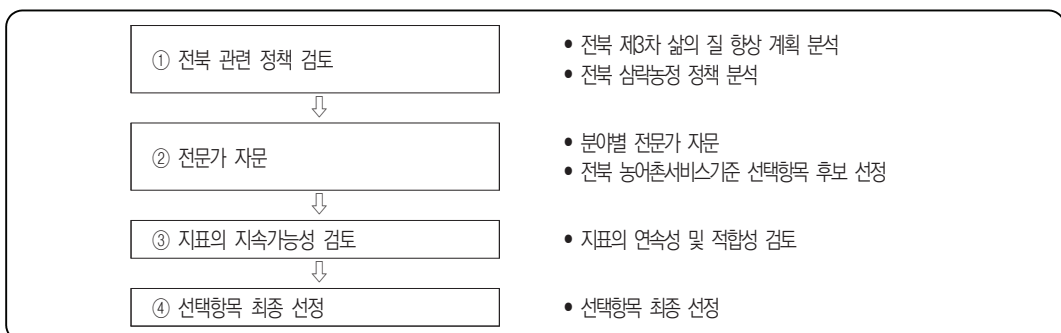 ① 전북 관련 정책 검토
• 전북 제3차 삶의 질 향상 계획 분석
• 전북 삼락농정 정책 분석
⇩
② 전문가 자문
• 분야별 전문가 자문
• 전북 농어촌서비스기준 선택항목 후보 선정
⇩
③ 지표의 지속가능성 검토
• 지표의 연속성 및 적합성 검토
⇩
④ 선택항목 최종 선정
• 선택항목 최종 선정